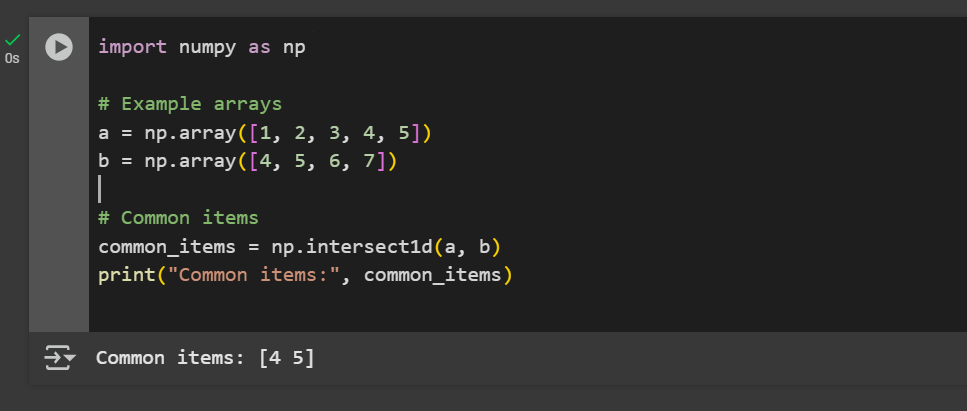 0s
import numpy as np
# Example arrays
a = np.array([1, 2, 3, 4, 5])
b = np.array([4, 5, 6, 7])
# Common items
common_items = np.intersect1d(a, b)
print("Common items:", common_items)
Common items: [4 5]